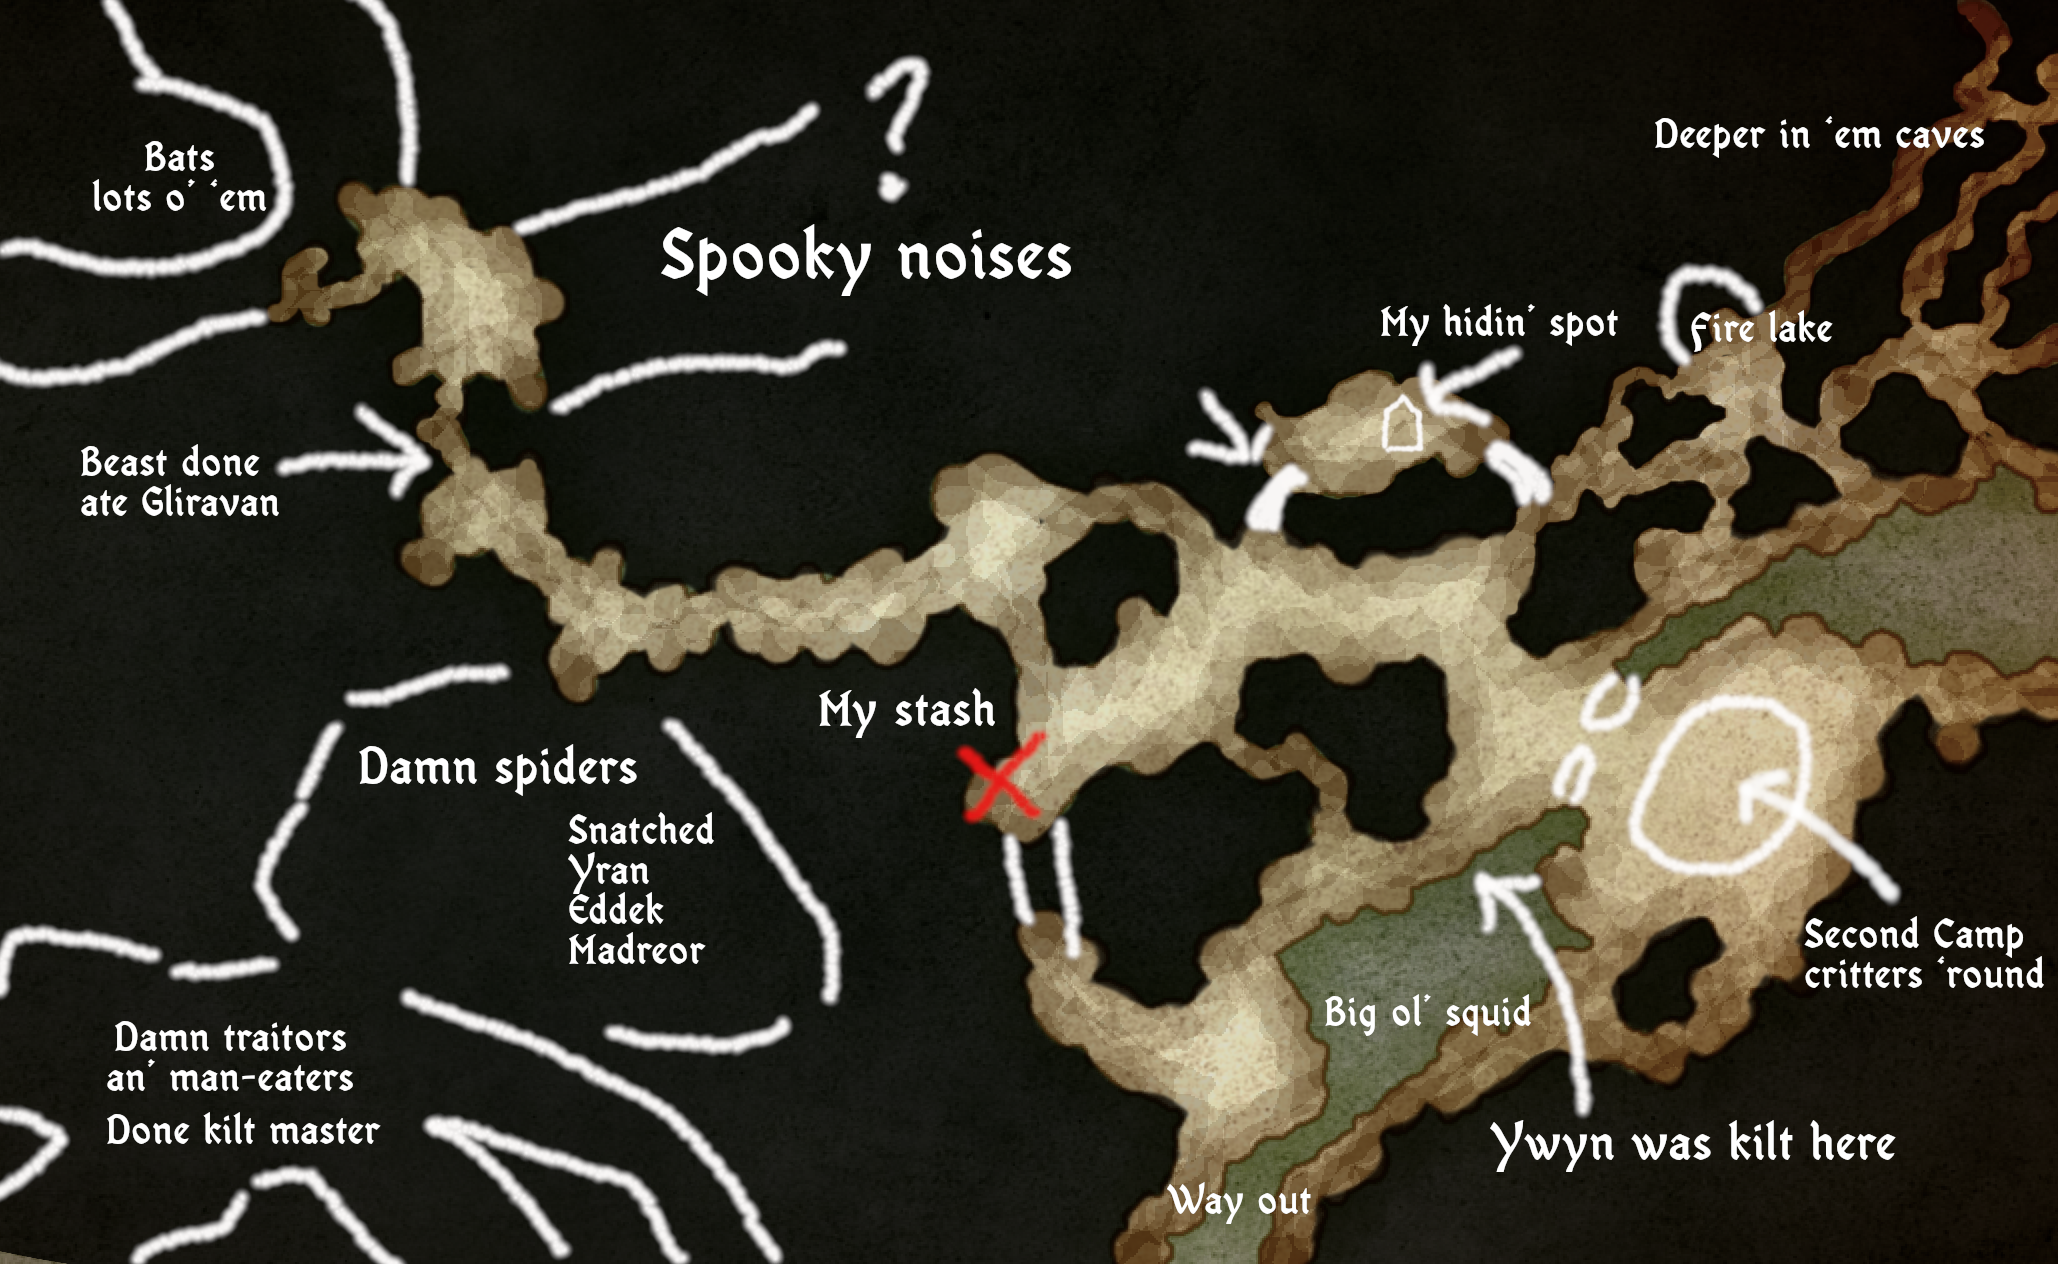 Bats
lots o' 'em
?
Spooky noises
Deeper in 'em caves
My hidin' spot
Fire lake
Beast done
ate Gliravan
My stash
Damn spiders
Snatched
Yran
Eddek
Madreor
Second Camp
critters 'round
Big ol' squid
Damn traitors
an' man-eaters
Done kilt master
Ywyn was kilt here
Way out